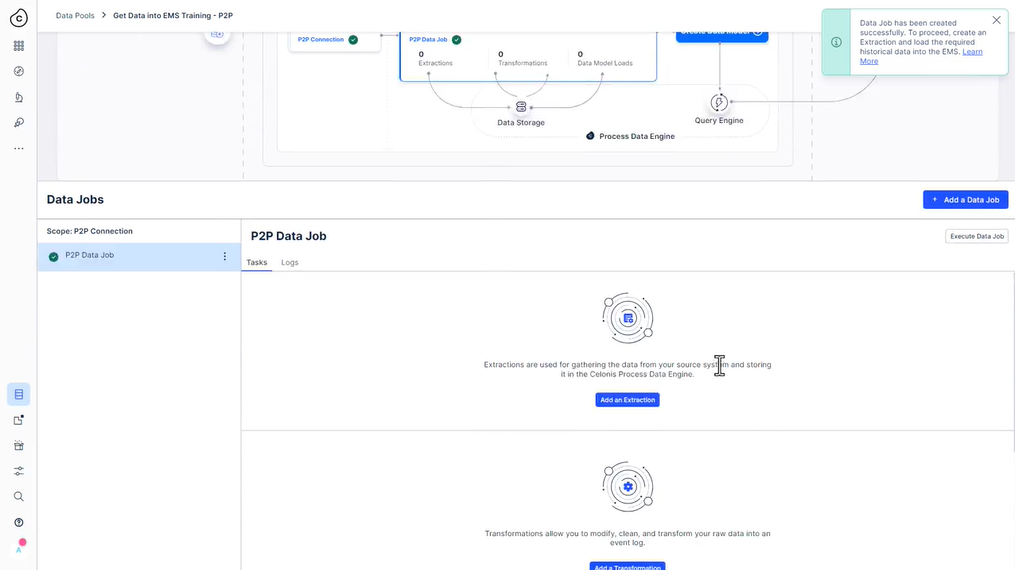 Data Pools > Get Data into EMS Training - P2P
Data Job has been created
successfully. To proceed, create an
Extraction and load the required
historical data into the EMS. Learn
More
P2P Connection
P2P Data Job
0
Extractions
0
Transformations
0
Data Model Loads
Data Storage
Query Engine
Process Data Engine
Data Jobs
+ Add a Data Job
Scope: P2P Connection
P2P Data Job
P2P Data Job
Execute Data Job
Tasks
Logs
Extractions are used for gathering the data from your source system and storing
it in the Celonis Process Data Engine.
Add an Extraction
Transformations allow you to modify, clean, and transform your raw data into an
event log.
Add a Transformation
A